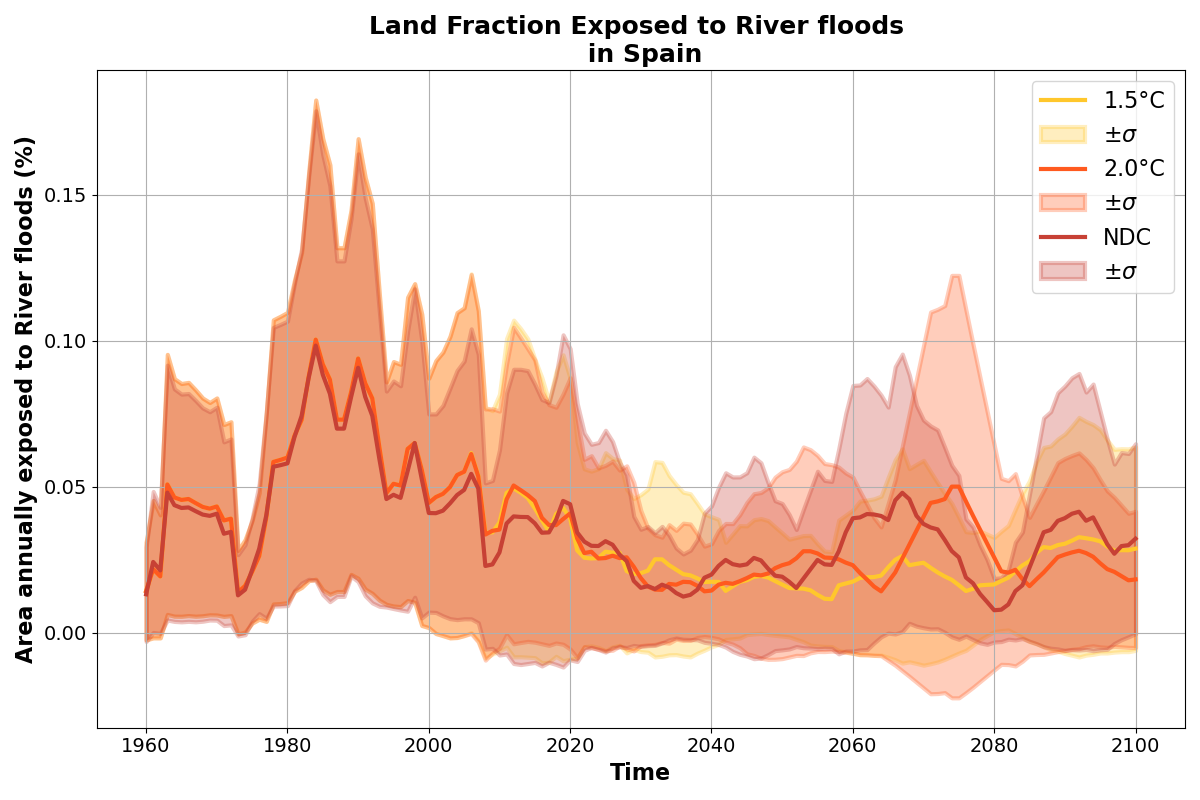 Land Fraction Exposed to River floods
in Spain
Area annually exposed to River floods (%)
0.15
0.10
0.05
0.00
1960 1980 2000 2020 2040 2060 2080 2100
Time
1.5°C
±σ
2.0°C
±σ
NDC
±σ